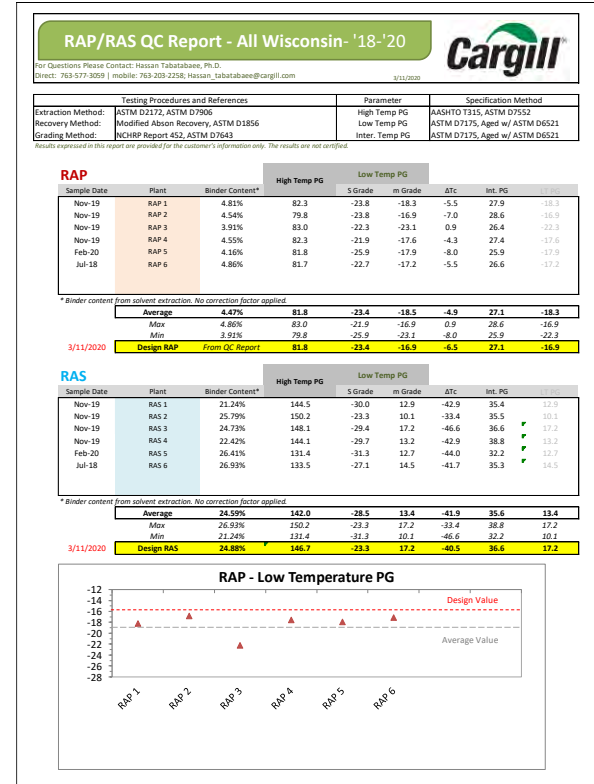 RAP/RAS QC Report - All Wisconsin- '18-'20
Cargill
For Questions Please Contact: Hassan Tabatabaee, Ph.D.
Direct: 763-577-3059 | mobile: 763-203-2258; Hassan_tabatabaee@cargill.com
3/11/2020
Testing Procedures and References Parameter Specification Method
Extraction Method: ASTM D2172, ASTM D7906 High Temp PG AASHTO T315, ASTM D7552
Recovery Method: Modified Abson Recovery, ASTM D1856 Low Temp PG ASTM D7175, Aged w/ ASTM D6521
Grading Method: NCHRP Report 452, ASTM D7643 Inter. Temp PG ASTM D7175, Aged w/ ASTM D6521
Results expressed in this report are provided for the customer's information only. The results are not certified.
RAP High Temp PG Low Temp PG
Sample Date Plant Binder Content* S Grade m Grade ΔTc Int. PG LT PG
Nov-19 RAP 1 4.81% 82.3 -23.8 -18.3 -5.5 27.9 -18.3
Nov-19 RAP 2 4.54% 79.8 -23.8 -16.9 -7.0 28.6 -16.9
Nov-19 RAP 3 3.91% 83.0 -22.3 -23.1 0.9 26.4 -22.3
Nov-19 RAP 4 4.55% 82.3 -21.9 -17.6 -4.3 27.4 -17.6
Feb-20 RAP 5 4.16% 81.8 -25.9 -17.9 -8.0 25.9 -17.9
Jul-18 RAP 6 4.86% 81.7 -22.7 -17.2 -5.5 26.6 -17.2
* Binder content from solvent extraction. No correction factor applied.
Average 4.47% 81.8 -23.4 -18.5 -4.9 27.1 -18.3
Max 4.86% 83.0 -21.9 -16.9 0.9 28.6 -16.9
Min 3.91% 79.8 -25.9 -23.1 -8.0 25.9 -22.3
3/11/2020 Design RAP From QC Report 81.8 -23.4 -16.9 -6.5 27.1 -16.9
RAS High Temp PG Low Temp PG
Sample Date Plant Binder Content* S Grade m Grade ΔTc Int. PG LT PG
Nov-19 RAS 1 21.24% 144.5 -30.0 12.9 -42.9 35.4 12.9
Nov-19 RAS 2 25.79% 150.2 -23.3 10.1 -33.4 35.5 10.1
Nov-19 RAS 3 24.73% 148.1 -29.4 17.2 -46.6 36.6 17.2
Nov-19 RAS 4 22.42% 144.1 -29.7 13.2 -42.9 38.8 13.2
Feb-20 RAS 5 26.41% 131.4 -31.3 12.7 -44.0 32.2 12.7
Jul-18 RAS 6 26.93% 133.5 -27.1 14.5 -41.7 35.3 14.5
* Binder content from solvent extraction. No correction factor applied.
Average 24.59% 142.0 -28.5 13.4 -41.9 35.6 13.4
Max 26.93% 150.2 -23.3 17.2 -33.4 38.8 17.2
Min 21.24% 131.4 -31.3 10.1 -46.6 32.2 10.1
3/11/2020 Design RAS 24.88% 146.7 -23.3 17.2 -40.5 36.6 17.2
RAP - Low Temperature PG
-12
-14
-16
-18
-20
-22
-24
-26
-28
Design Value
Average Value
RAP 1 RAP 2 RAP 3 RAP 4 RAP 5 RAP 6